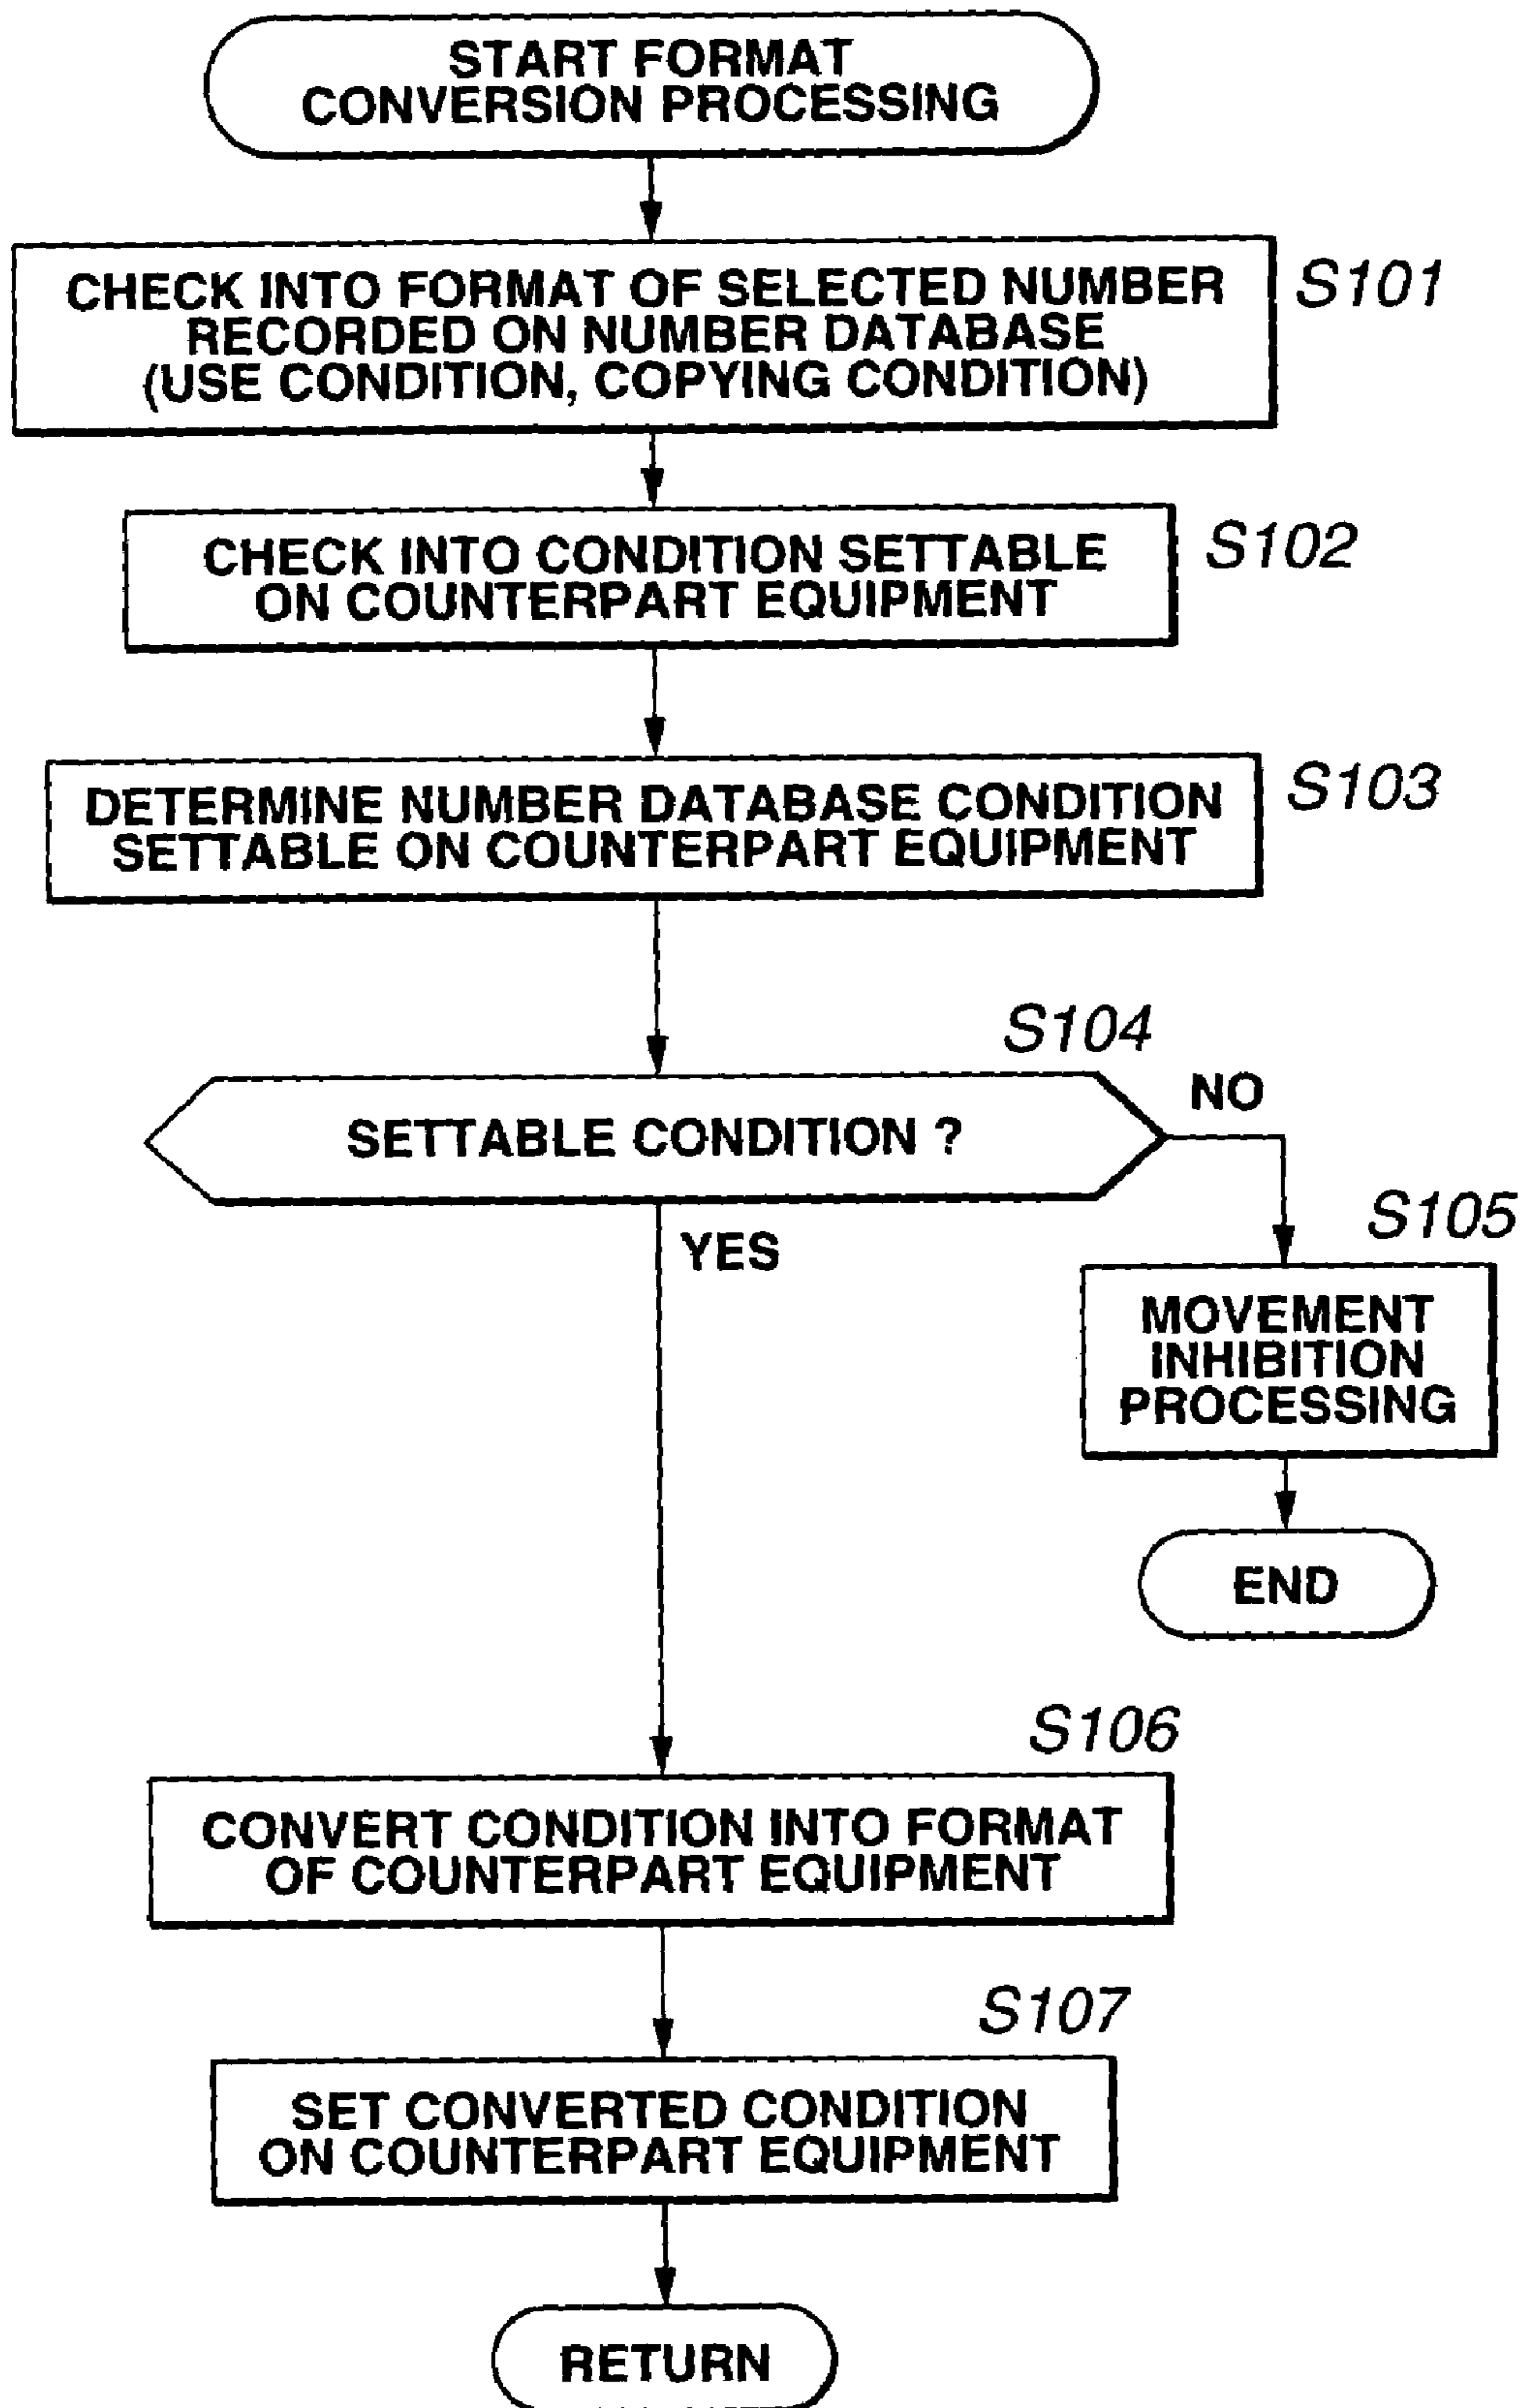 START FORMAT
CONVERSION PROCESSING
CHECK INTO FORMAT OF SELECTED NUMBER
RECORDED ON NUMBER DATABASE
(USE CONDITION, COPYING CONDITION)
S101
CHECK INTO CONDITION SETTABLE
ON COUNTERPART EQUIPMENT
S102
DETERMINE NUMBER DATABASE CONDITION
SETTABLE ON COUNTERPART EQUIPMENT
S103
S104
SETTABLE CONDITION ?
NO
YES
S105
MOVEMENT
INHIBITION
PROCESSING
END
S106
CONVERT CONDITION INTO FORMAT
OF COUNTERPART EQUIPMENT
S107
SET CONVERTED CONDITION
ON COUNTERPART EQUIPMENT
RETURN